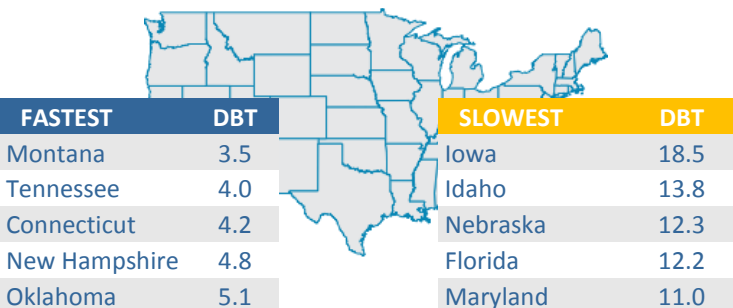 FASTEST DBT
Montana 3.5
Tennessee 4.0
Connecticut 4.2
New Hampshire 4.8
Oklahoma 5.1
SLOWEST DBT
Iowa 18.5
Idaho 13.8
Nebraska 12.3
Florida 12.2
Maryland 11.0